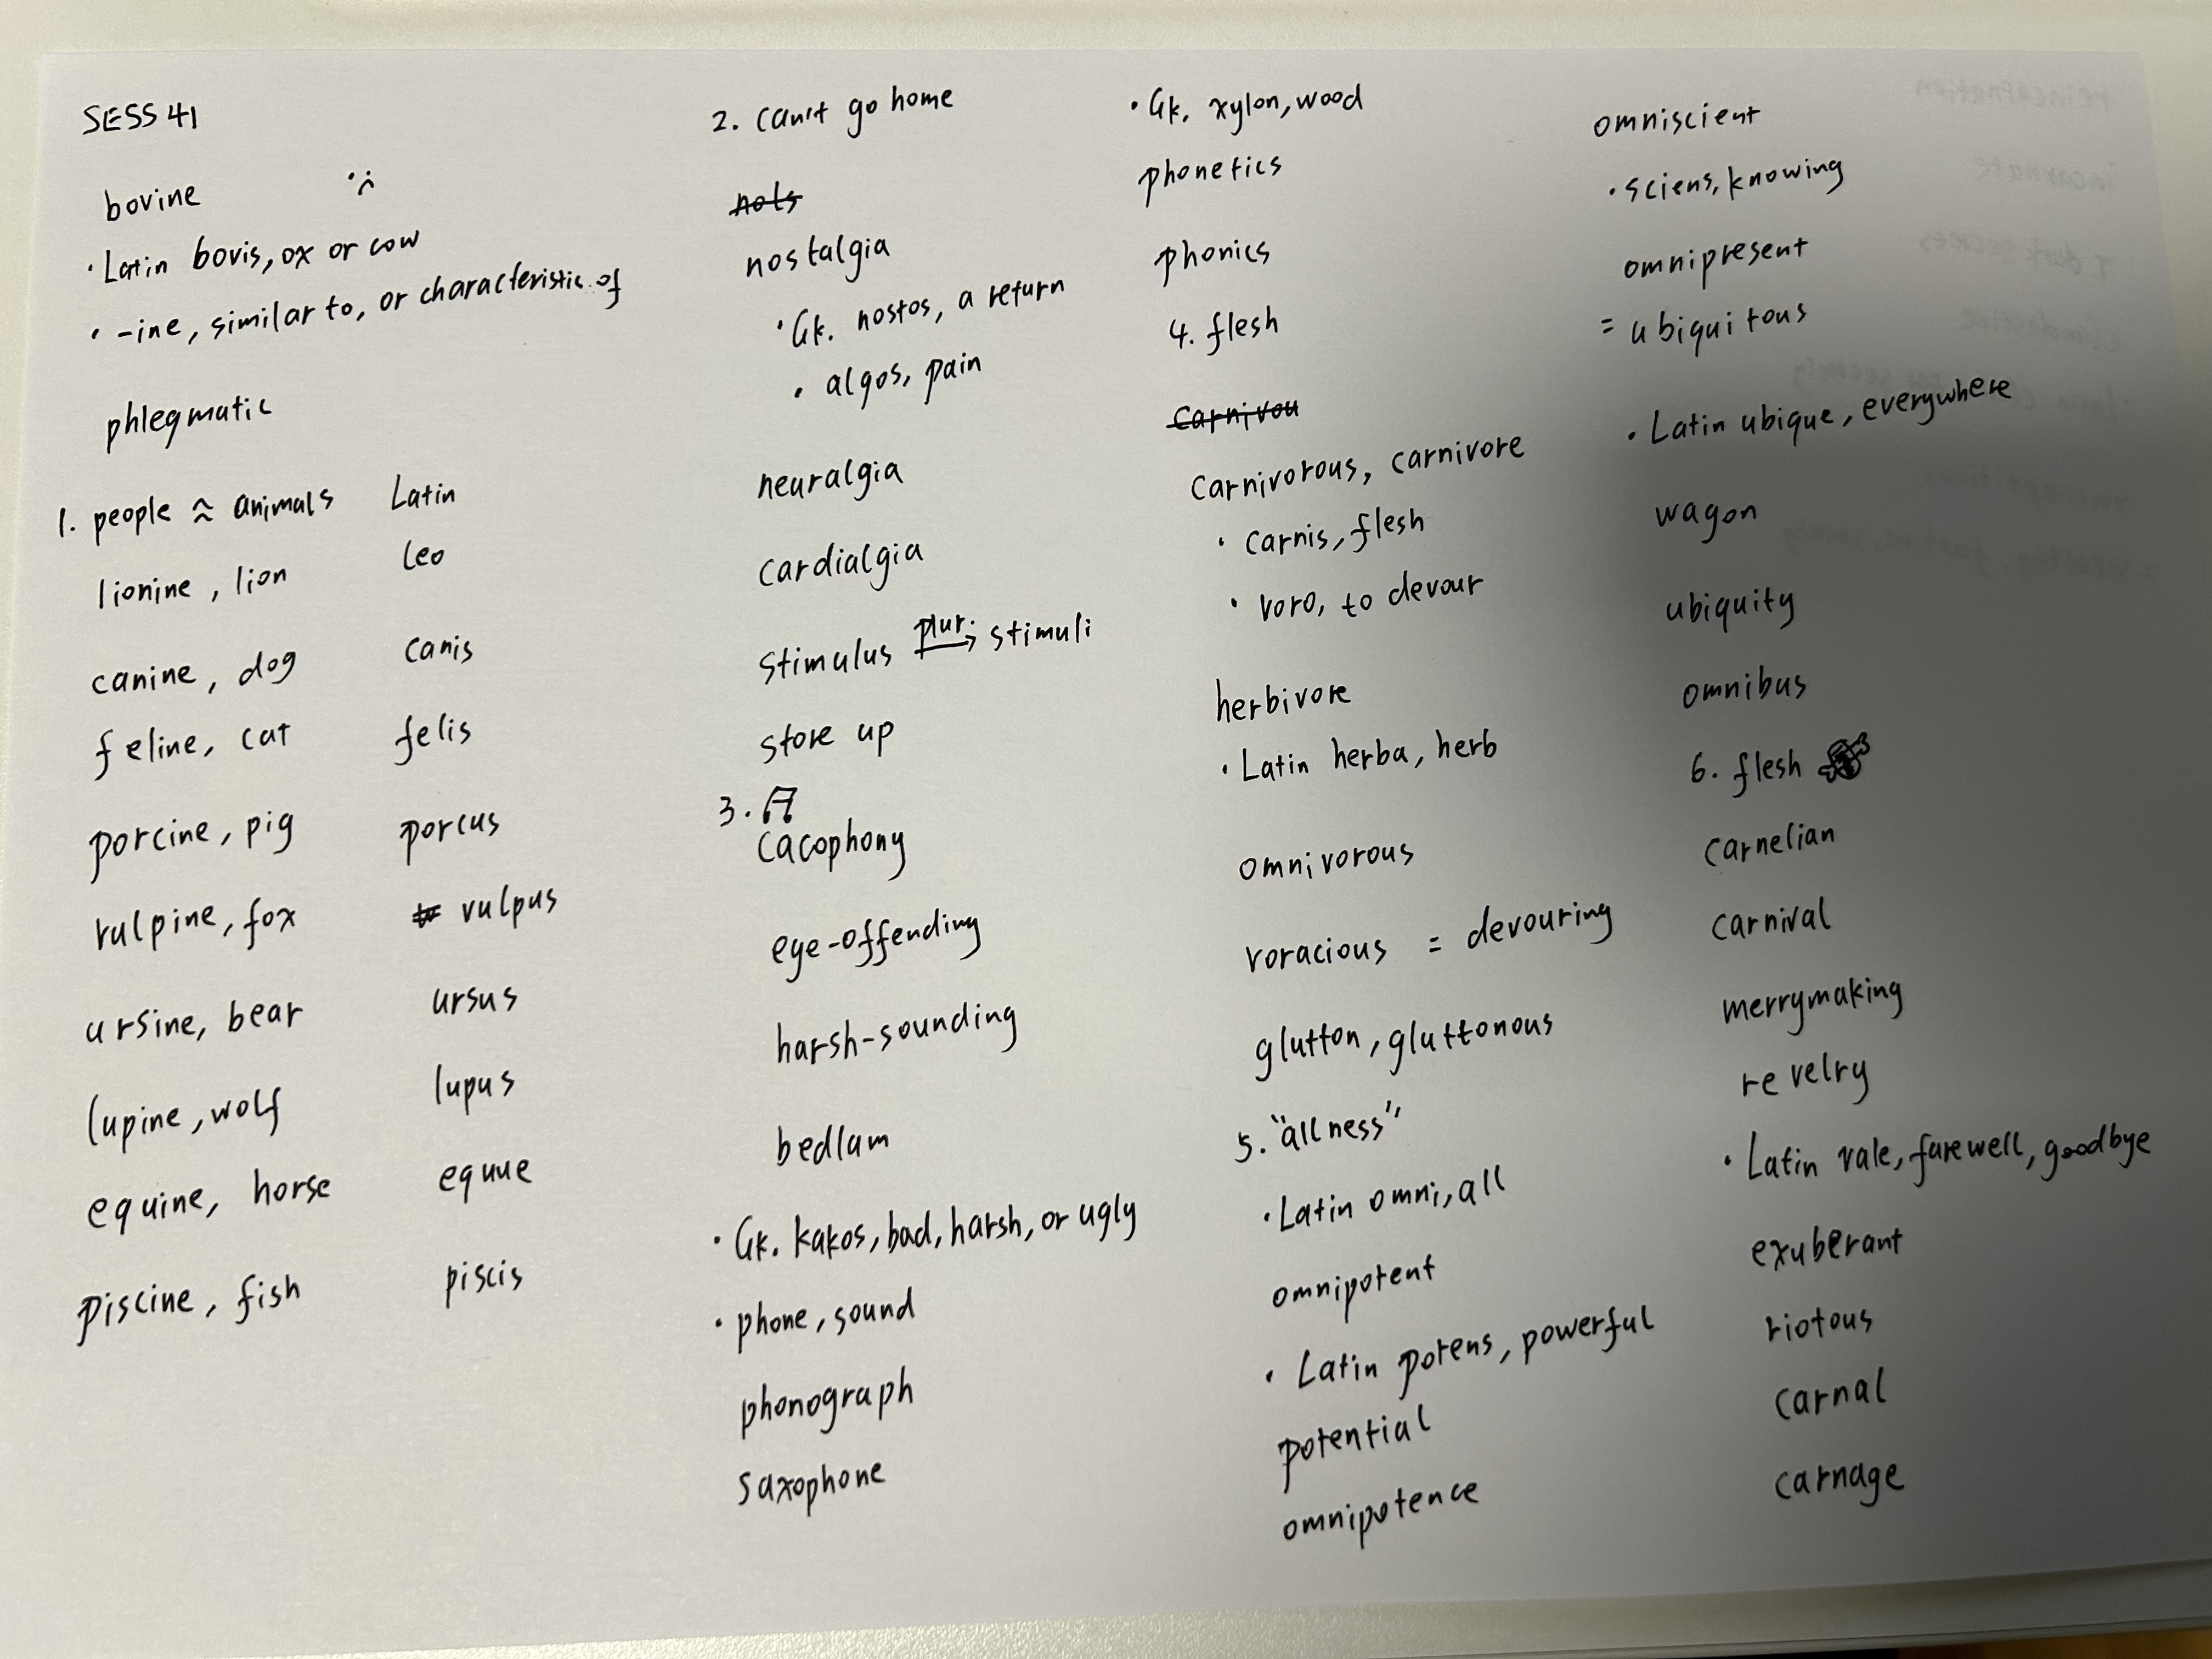 SESS 41
bovine
• Latin bovis, ox or cow
• -ine, similar to, or characteristic of
phlegmatic
1. people ≈ animals Latin
lionine, lion leo
canine, dog canis
feline, cat felis
porcine, pig porcus
vulpine, fox vulpus
ursine, bear ursus
lupine, wolf lupus
equine, horse equue
piscine, fish piscis
2. can't go home
nols
nostalgia
• Gk. nostos, a return
• algos, pain
neuralgia
cardialgia
stimulus plur. → stimuli
store up
3.
cacophony
eye-offending
harsh-sounding
bedlam
• Gk. kakos, bad, harsh, or ugly
• phone, sound
phonograph
saxophone
• Gk. xylon, wood
phonetics
phonics
4. flesh
Carnivou
Carnivorous, carnivore
• carnis, flesh
• voro, to devour
herbivore
• Latin herba, herb
omnivorous
voracious = devouring
glutton, gluttonous
5. "allness"
• Latin omni, all
omnipotent
• Latin potens, powerful
potential
omnipotence
omniscient
• sciens, knowing
omnipresent
= ubiquitous
• Latin ubique, everywhere
wagon
ubiquity
omnibus
6. flesh
carnelian
carnival
merrymaking
revelry
• Latin vale, farewell, goodbye
exuberant
riotous
carnal
carnage